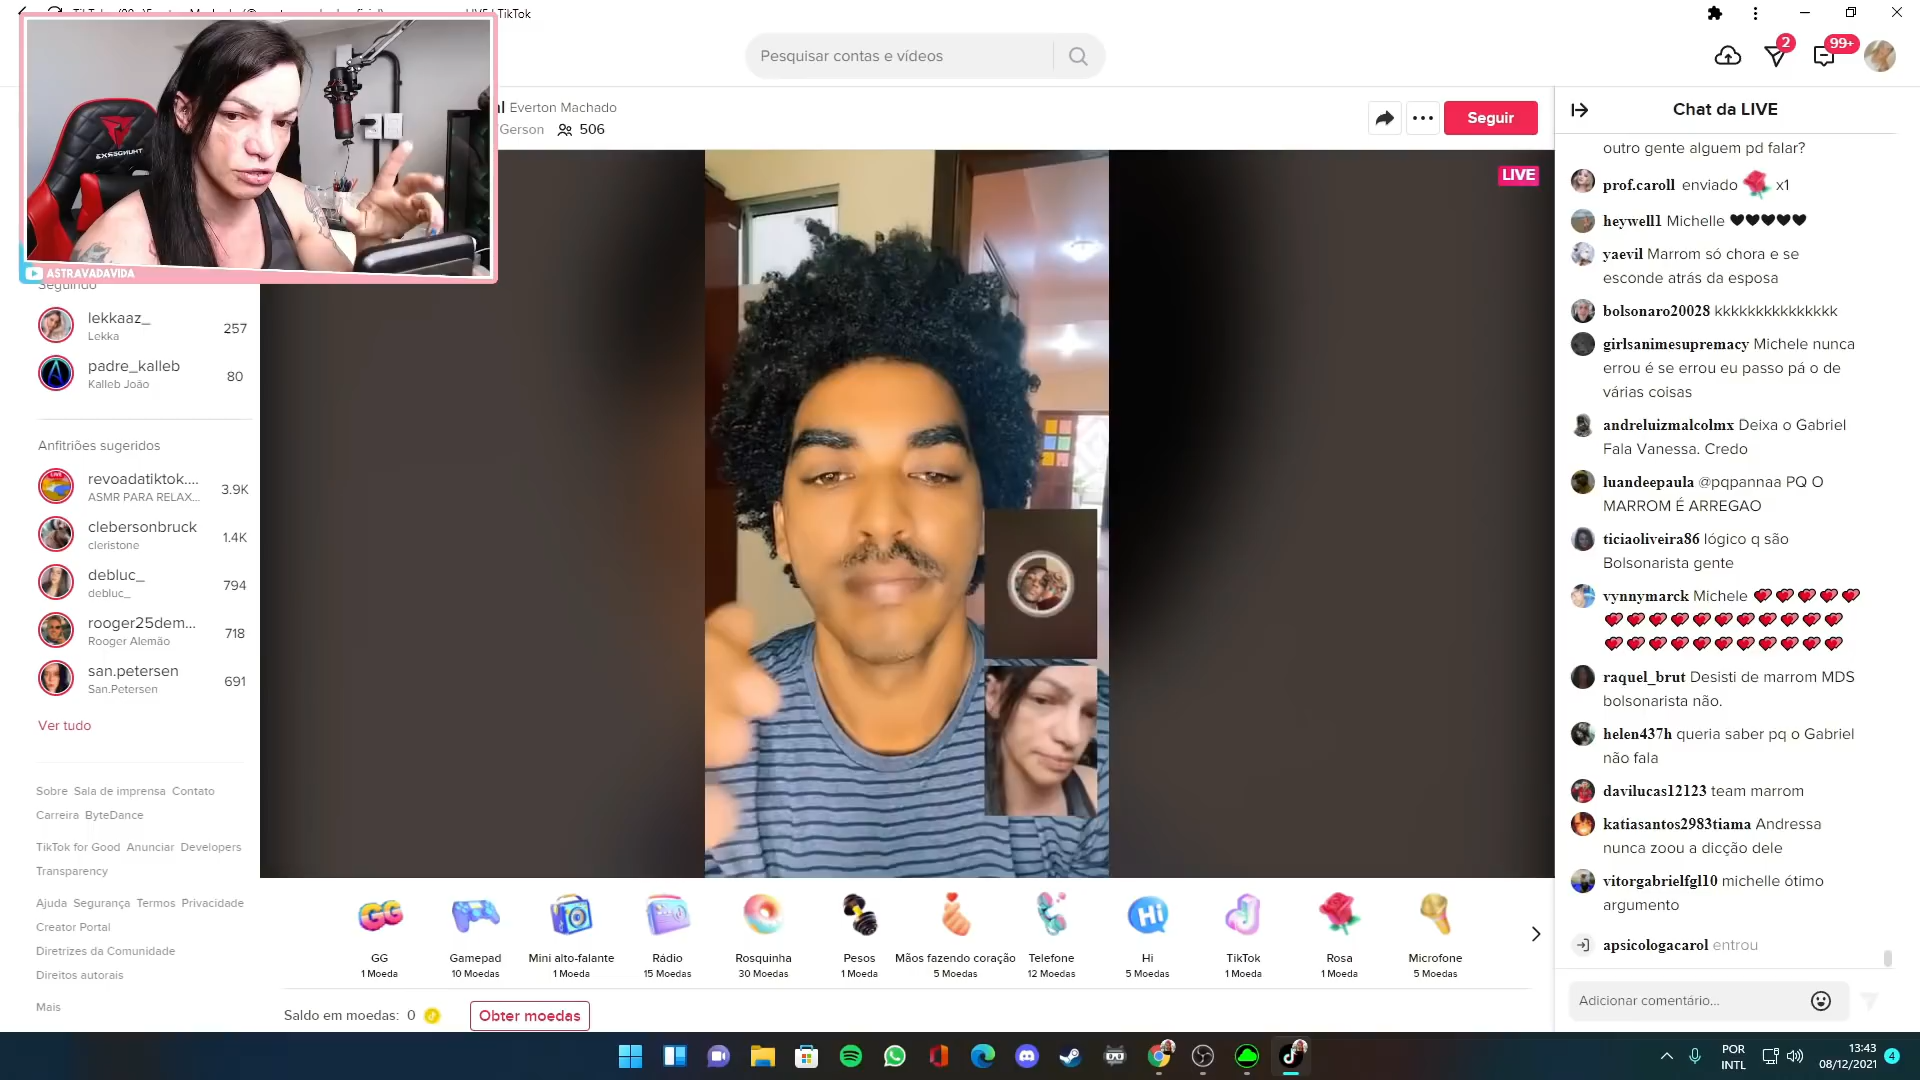 TikTok
Pesquisar contas e vídeos
2
99+
Everton Machado
Gerson
506
Seguir
Chat da LIVE
LIVE
EXSSCHUNT
ASTRAVADAVIDA
Seguindo
lekkaaz_
Lekka
257
padre_kalleb
Kalleb João
80
Anfitriões sugeridos
revoadatiktok....
ASMR PARA RELAX...
3.9K
clebersonbruck
cleristone
1.4K
debluc_
debluc_
794
rooger25dem...
Rooger Alemão
718
san.petersen
San.Petersen
691
Ver tudo
Sobre Sala de imprensa Contato
Carreira ByteDance
TikTok for Good Anunciar Developers
Transparency
Ajuda Segurança Termos Privacidade
Creator Portal
Diretrizes da Comunidade
Direitos autorais
Mais
outro gente alguem pd falar?
prof.caroll enviado x1
heywell1 Michelle 🖤🖤🖤🖤🖤
yaevil Marrom só chora e se
esconde atrás da esposa
bolsonaro20028 kkkkkkkkkkkkkkk
girlsanimesupremacy Michele nunca
errou é se errou eu passo pá o de
várias coisas
andreluizmalcolmx Deixa o Gabriel
Fala Vanessa. Credo
luandeepaula @pqpannaa PQ O
MARROM É ARREGAO
ticiaoliveira86 lógico q são
Bolsonarista gente
vynnymarck Michele 💕💕💕💕💕
💕💕💕💕💕💕💕💕💕💕💕
💕💕💕💕💕💕💕💕💕💕💕
raquel_brut Desisti de marrom MDS
bolsonarista não.
helen437h queria saber pq o Gabriel
não fala
davilucas12123 team marrom
katiasantos2983tiama Andressa
nunca zoou a dicção dele
vitorgabrielfgl10 michelle ótimo
argumento
apsicologacarol entrou
Adicionar comentário...
GG
1 Moeda
Gamepad
10 Moedas
Mini alto-falante
1 Moeda
Rádio
15 Moedas
Rosquinha
30 Moedas
Pesos
1 Moeda
Mãos fazendo coração
5 Moedas
Telefone
12 Moedas
Hi
Hi
5 Moedas
TikTok
1 Moeda
Rosa
1 Moeda
Microfone
5 Moedas
Saldo em moedas: 0
Obter moedas
POR
INTL
13:43
08/12/2021
4